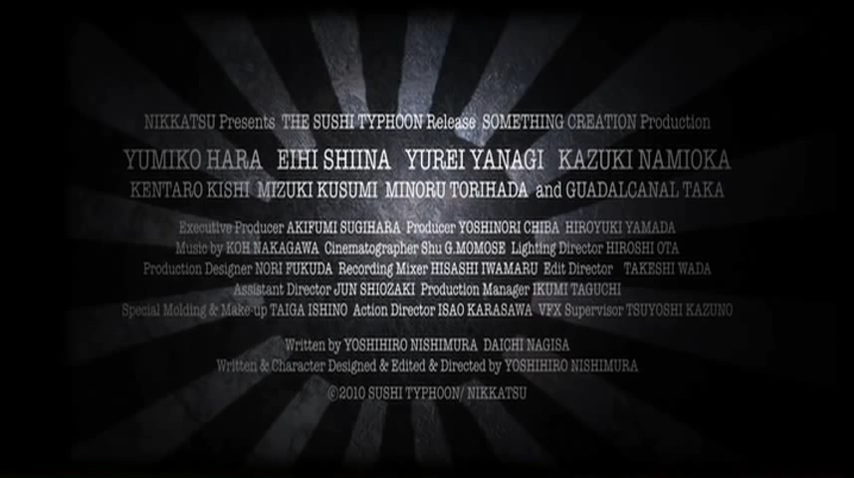 NIKKATSU Presents THE SUSHI TYPHOON Release SOMETHING CREATION Production
YUMIKO HARA EIHI SHIINA YUREI YANAGI KAZUKI NAMIOKA
KENTARO KISHI MIZUKI KUSUMI MINORU TORIHADA and GUADALCANAL TAKA
Executive Producer AKIFUMI SUGIHARA Producer YOSHINORI CHIBA HIROYUKI YAMADA
Music by KOH NAKAGAWA Cinematographer Shu G.MOMOSE Lighting Director HIROSHI OTA
Production Designer NORI FUKUDA Recording Mixer HISASHI IWAMARU Edit Director TAKESHI WADA
Assistant Director JUN SHIOZAKI Production Manager IKUMI TAGUCHI
Special Molding & Make-up TAIGA ISHINO Action Director ISAO KARASAWA VFX Supervisor TSUYOSHI KAZUNO
Written by YOSHIHIRO NISHIMURA DAICHI NAGISA
Written & Character Designed & Edited & Directed by YOSHIHIRO NISHIMURA
©2010 SUSHI TYPHOON/ NIKKATSU